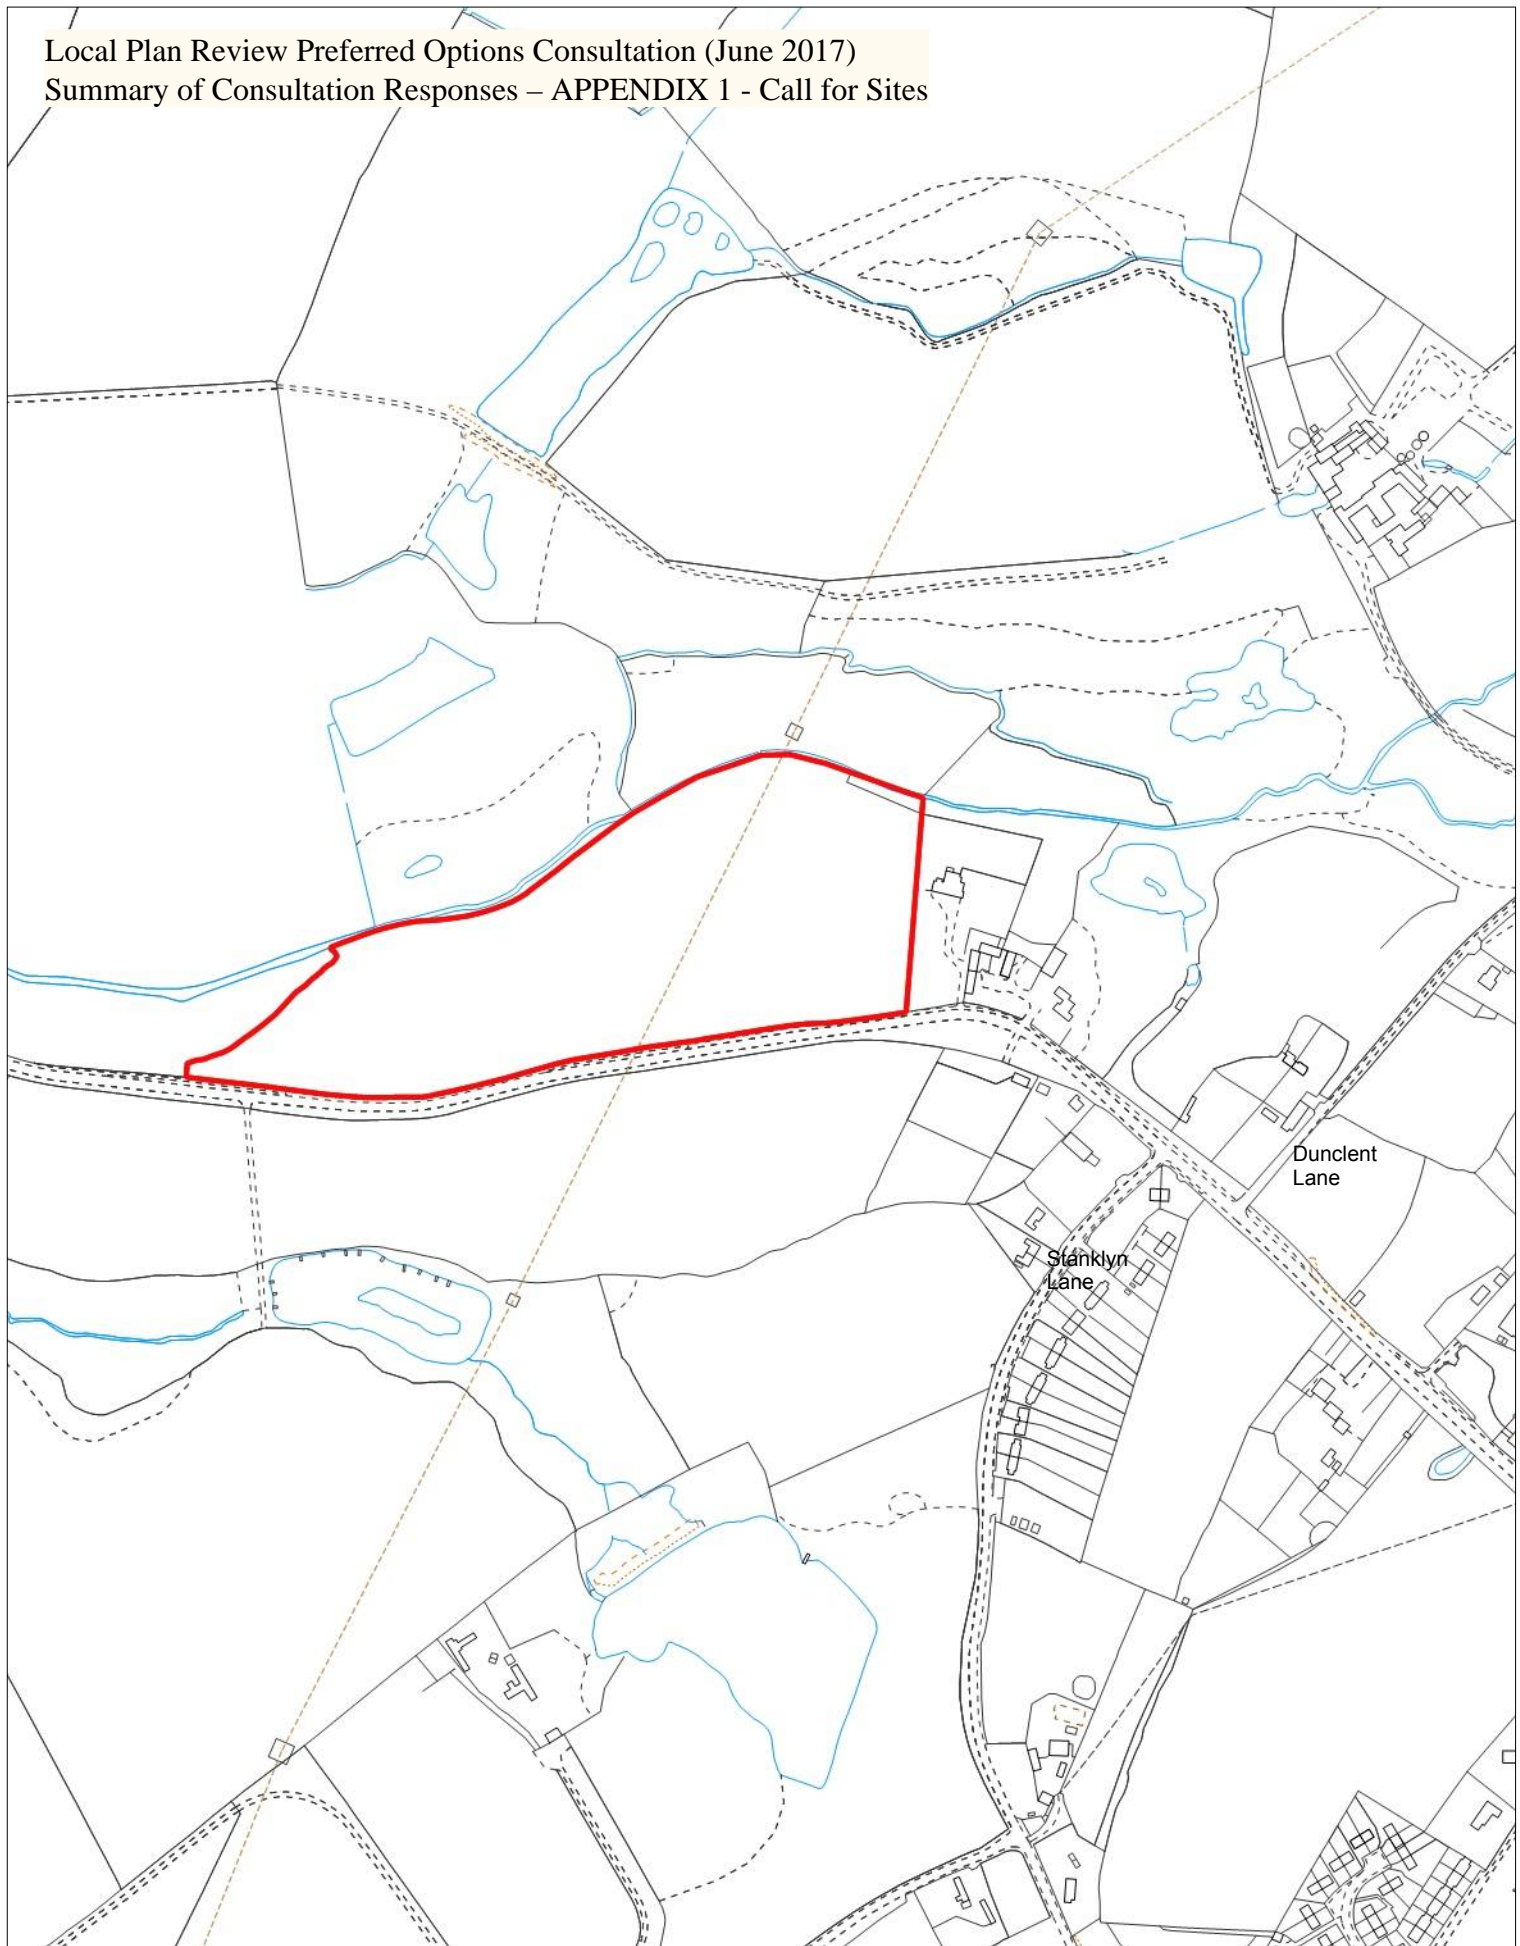 Local Plan Review Preferred Options Consultation (June 2017)
Summary of Consultation Responses – APPENDIX 1 - Call for Sites
Dunclent
Lane
Stanklyn
Lane